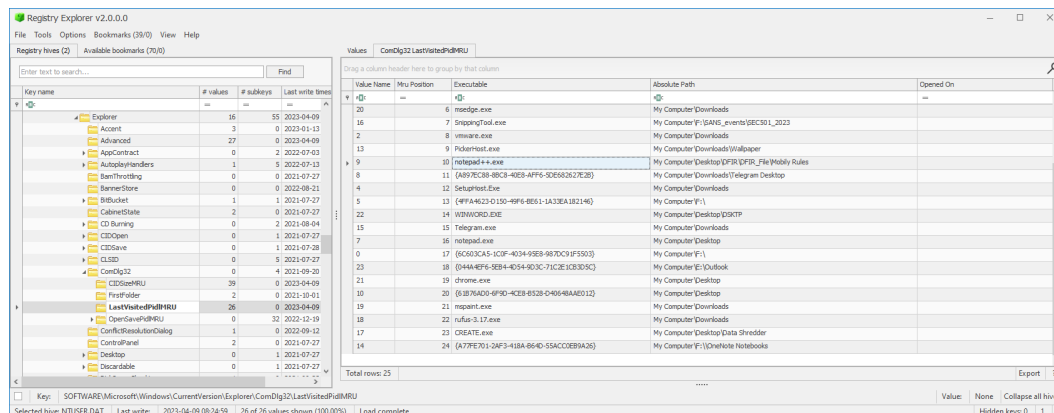 Registry Explorer v2.0.0.0
File Tools Options Bookmarks (39/0) View Help
Registry hives (2) Available bookmarks (70/0)
Enter text to search... Find
Key name # values # subkeys Last write times
= = =
Explorer 16 55 2023-04-09
Accent 3 0 2023-01-13
Advanced 27 0 2023-04-09
AppContract 0 2 2022-07-03
AutoplayHandlers 1 5 2022-07-13
BamThrottling 0 0 2021-07-27
BannerStore 0 0 2022-08-21
BitBucket 1 1 2021-07-27
CabinetState 2 0 2021-07-27
CD Burning 0 2 2021-08-04
CIDOpen 0 1 2021-07-27
CIDSave 0 1 2021-07-28
CLSID 0 5 2021-07-27
ComDlg32 0 4 2021-09-20
CIDSizeMRU 39 0 2023-04-09
FirstFolder 2 0 2021-10-01
LastVisitedPidlMRU 26 0 2023-04-09
OpenSavePidlMRU 0 32 2022-12-19
ConflictResolutionDialog 1 0 2022-09-12
ControlPanel 2 0 2021-07-27
Desktop 0 1 2021-07-27
Discardable 0 1 2021-07-27
Values ComDlg32 LastVisitedPidlMRU
Drag a column header here to group by that column
Value Name Mru Position Executable Absolute Path Opened On
= =
20 6 msedge.exe My Computer\Downloads
16 7 SnippingTool.exe My Computer\F:\SANS_events\SEC501_2023
2 8 vmware.exe My Computer\Downloads
13 9 PickerHost.exe My Computer\Downloads\Wallpaper
9 10 notepad++.exe My Computer\Desktop\DFIR\DFIR_File\Mobily Rules
8 11 {A897EC88-8BC8-40E8-AFF6-5DE682627E2B} My Computer\Downloads\Telegram Desktop
4 12 SetupHost.Exe My Computer\Downloads
5 13 {4FFA4623-D150-49F6-BE61-1A33EA182146} My Computer\F:\
22 14 WINWORD.EXE My Computer\Desktop\DSKTP
15 15 Telegram.exe My Computer\Downloads
7 16 notepad.exe My Computer\Desktop
0 17 {6C603CA5-1C0F-4034-95E8-987DC91F5503} My Computer\F:\
23 18 {044A4EF6-5EB4-4D54-9D3C-71C2E1CB3D5C} My Computer\E:\Outlook
21 19 chrome.exe My Computer\Desktop
10 20 {61B76AD0-6F9D-4CE8-B528-D40648AAE012} My Computer\Desktop
19 21 mspaint.exe My Computer\Downloads
18 22 rufus-3.17.exe My Computer\Downloads
17 23 CREATE.exe My Computer\Desktop\Data Shredder
14 24 {A77FE701-2AF3-418A-B64D-55ACC0EB9A26} My Computer\F:\\OneNote Notebooks
Total rows: 25 Export
Key: SOFTWARE\Microsoft\Windows\CurrentVersion\Explorer\ComDlg32\LastVisitedPidlMRU Value: None Collapse all hiv
Selected hive: NTUSER.DAT Last write: 2023-04-09 08:24:59 26 of 26 values shown (100.00%) Load complete Hidden keys: 0 1